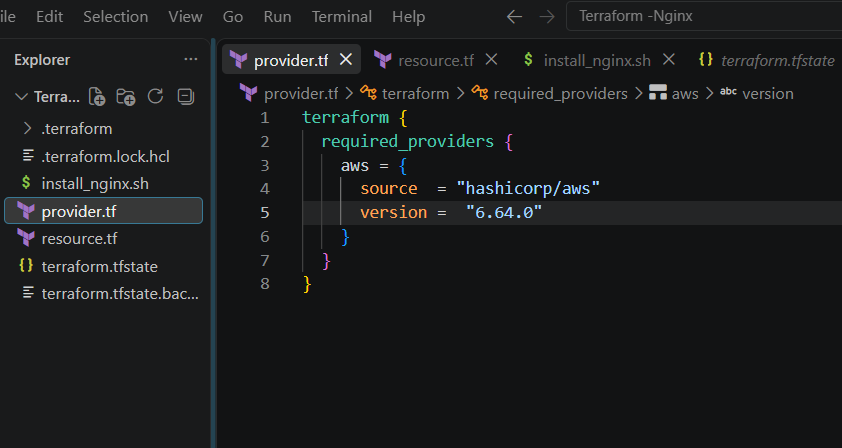 ile Edit Selection View Go Run Terminal Help Terraform -Nginx
Explorer
Terra...
.terraform
.terraform.lock.hcl
$ install_nginx.sh
provider.tf
resource.tf
{} terraform.tfstate
terraform.tfstate.bac...
provider.tf resource.tf $ install_nginx.sh {} terraform.tfstate
provider.tf > terraform > required_providers > aws > abc version
1 terraform {
2 required_providers {
3 aws = {
4 source = "hashicorp/aws"
5 version = "6.64.0"
6 }
7 }
8 }